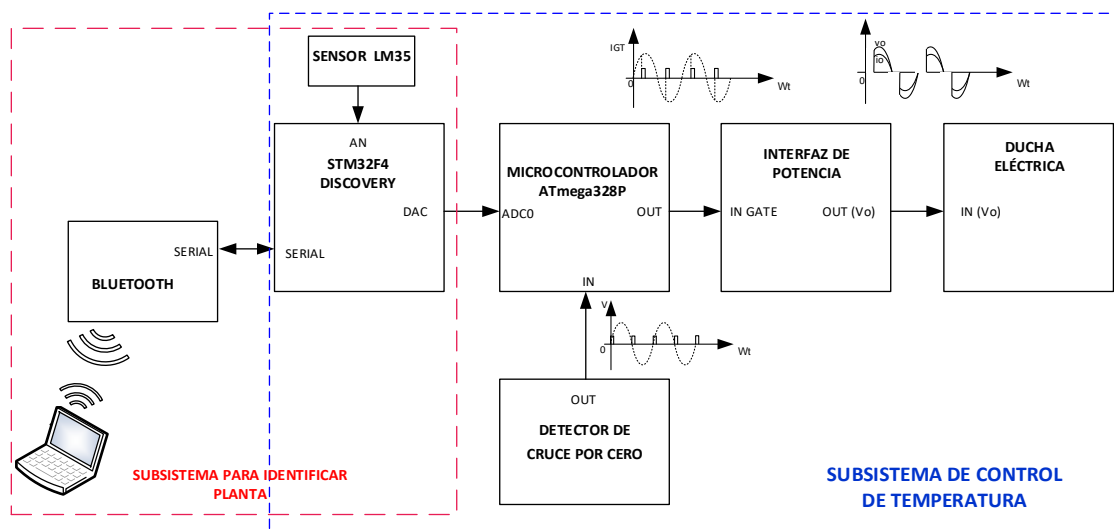 SENSOR LM35
AN
STM32F4
DISCOVERY
DAC
SERIAL
SERIAL
BLUETOOTH
SUBSISTEMA PARA IDENTIFICAR
PLANTA
IGT
0
Wt
vo
io
0
Wt
MICROCONTROLADOR
ATmega328P
ADC0
OUT
IN
INTERFAZ DE
POTENCIA
IN GATE
OUT (Vo)
DUCHA
ELÉCTRICA
IN (Vo)
V
0
Wt
OUT
DETECTOR DE
CRUCE POR CERO
SUBSISTEMA DE CONTROL
DE TEMPERATURA